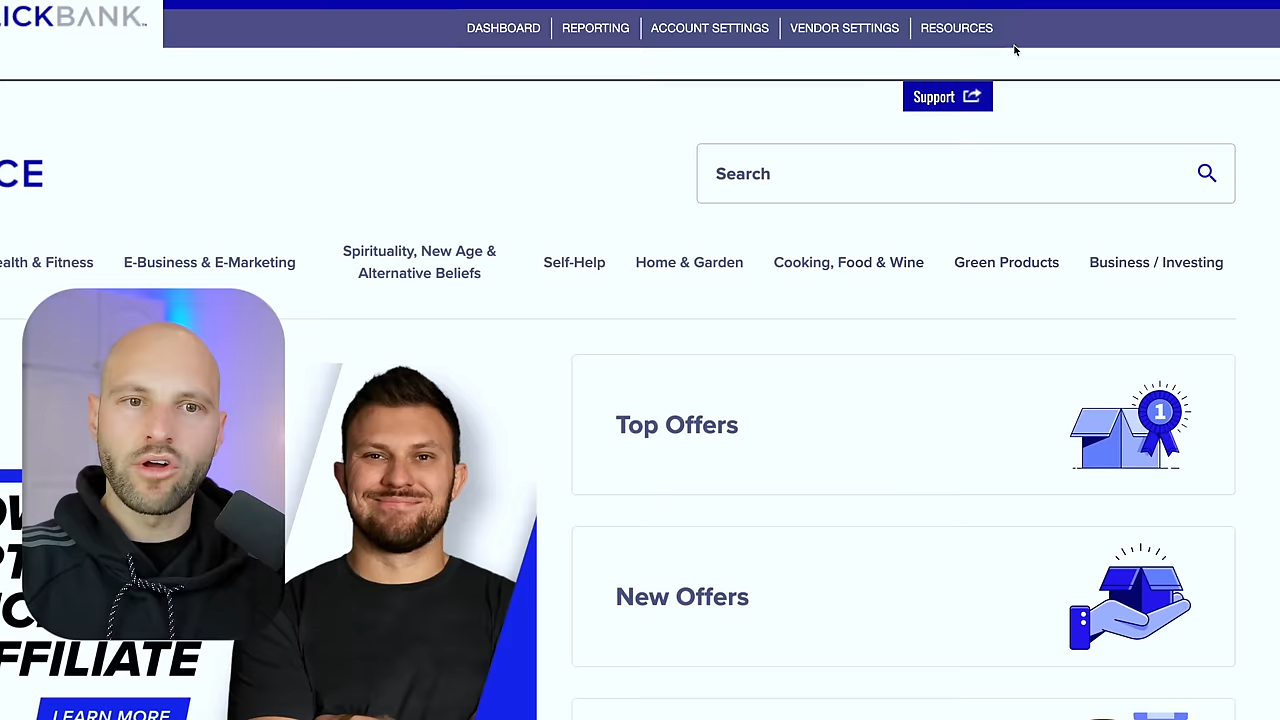 ICKBANK
DASHBOARD
REPORTING
ACCOUNT SETTINGS
VENDOR SETTINGS
RESOURCES
Support
CE
Search
ealth & Fitness
E-Business & E-Marketing
Spirituality, New Age &
Alternative Beliefs
Self-Help
Home & Garden
Cooking, Food & Wine
Green Products
Business / Investing
Top Offers
1
New Offers
FFILIATE
LEARN MORE